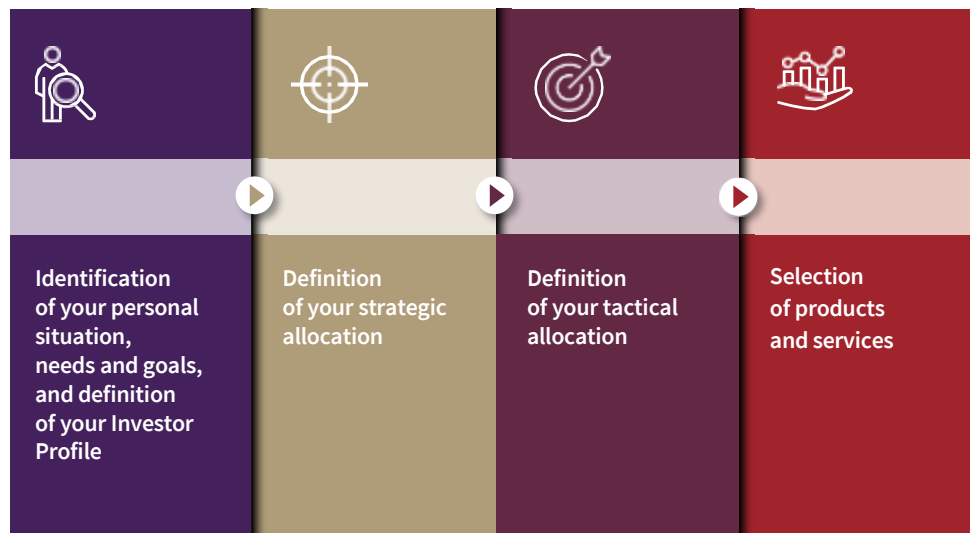 Identification
of your personal
situation,
needs and goals,
and definition
of your Investor
Profile
Definition
of your strategic
allocation
Definition
of your tactical
allocation
Selection
of products
and services